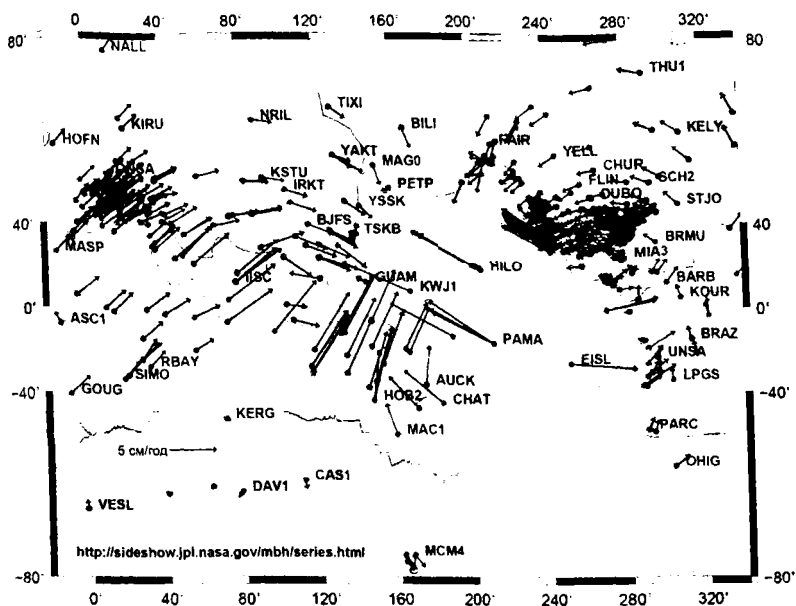 0° 40° 80° 120° 160° 200° 240° 280° 320°
80° 80
NALL
THU1
TIXI
NRIL
BILI
KIRU
KELY
HOFN
FAIR
YAKT
YELL
MAG0
CHUR
KSTU
SCH2
PETP
FLIN
IRKT
DUBO
YSSK
STJO
40° BJFS 40
TSKB
BRMU
MASP
MIA3
HILO
IISC GUAM BARB
KWJ1 KOUR
0° 0°
ASC1
BRAZ
PAMA
UNSA
RBAY EISL
SIMO LPGS
-40° GOUG AUCK -40°
HOB2 CHAT
KERG
PARC
MAC1
5 см/год
OHIG
CAS1
DAV1
VESL
http://sideshow.jpl.nasa.gov/mbh/series.html MCM4
-80° -80°
0° 40° 80° 120° 160° 200° 240° 280° 320°